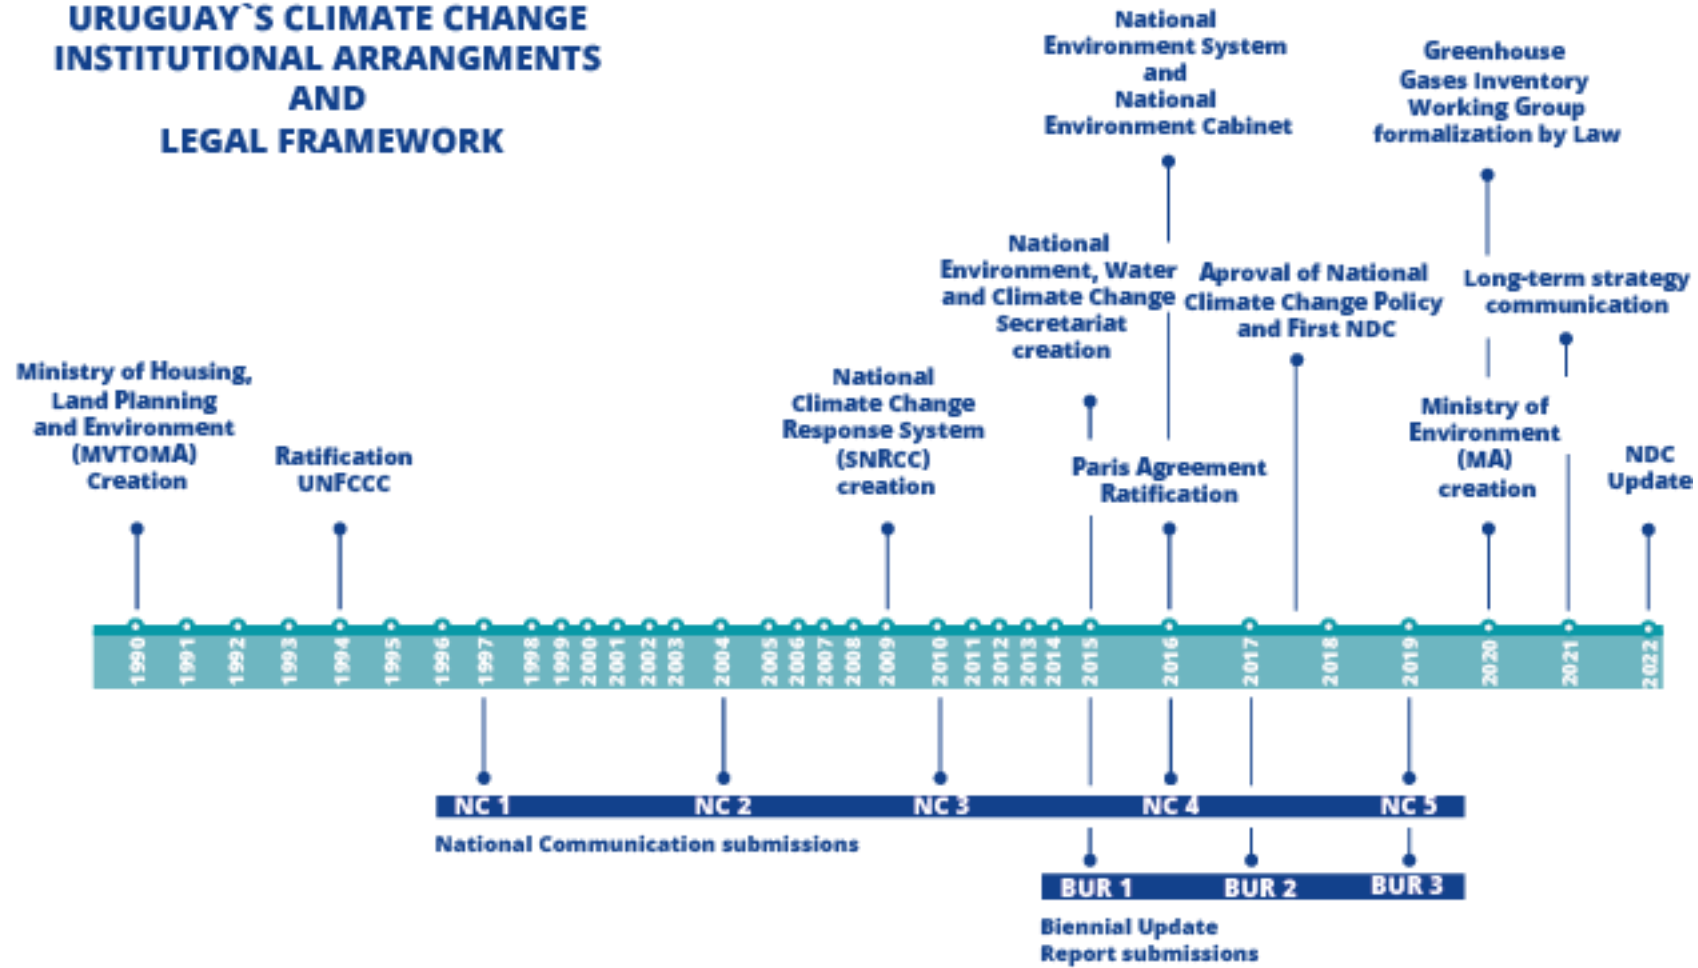 URUGUAY`S CLIMATE CHANGE
INSTITUTIONAL ARRANGMENTS
AND
LEGAL FRAMEWORK
National
Environment System
and
National
Environment Cabinet
Greenhouse
Gases Inventory
Working Group
formalization by Law
National
Environment, Water
and Climate Change
Secretariat
creation
Aproval of National
Climate Change Policy
and First NDC
Long-term strategy
communication
Ministry of Housing,
Land Planning
and Environment
(MVTOMA)
Creation
Ratification
UNFCCC
National
Climate Change
Response System
(SNRCC)
creation
Paris Agreement
Ratification
Ministry of
Environment
(MA)
creation
NDC
Update
1990
1991
1992
1993
1994
1995
1996
1997
1998
1999
2000
2001
2002
2003
2004
2005
2006
2007
2008
2009
2010
2011
2012
2013
2014
2015
2016
2017
2018
2019
2020
2021
2022
NC 1
NC 2
NC 3
NC 4
NC 5
National Communication submissions
BUR 1
BUR 2
BUR 3
Biennial Update
Report submissions